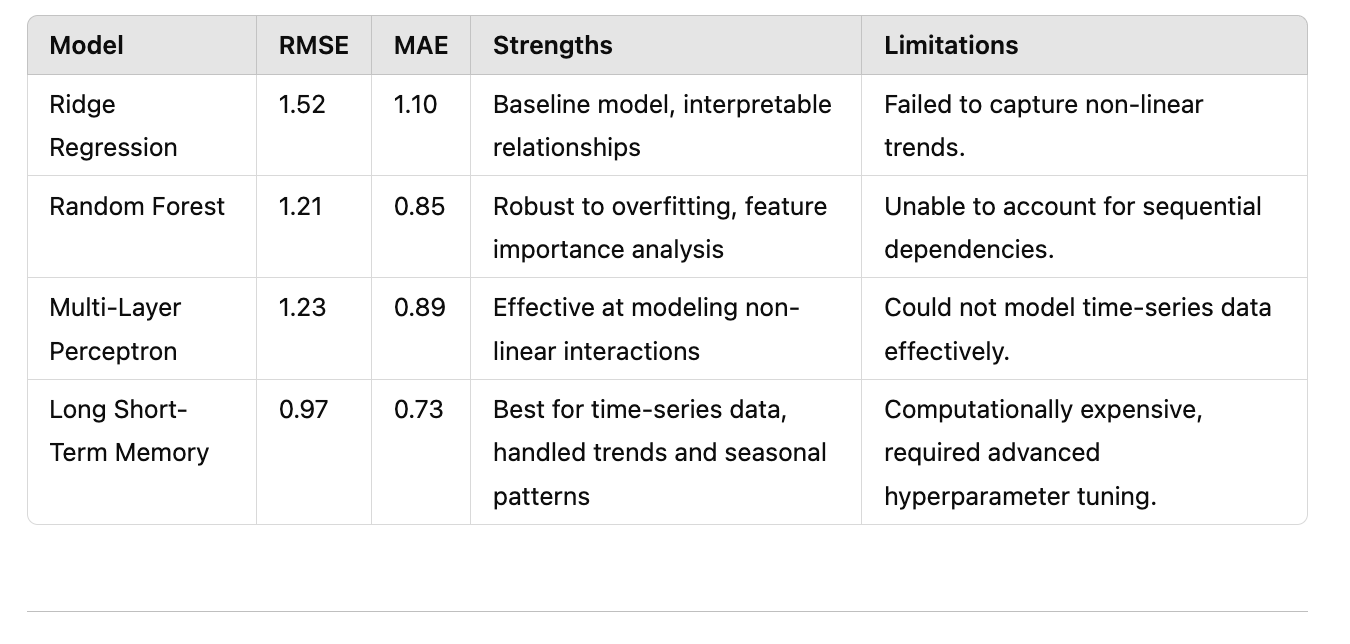 Model RMSE MAE Strengths Limitations
Ridge 1.52 1.10 Baseline model, interpretable Failed to capture non-linear
Regression relationships trends.
Random Forest 1.21 0.85 Robust to overfitting, feature Unable to account for sequential
importance analysis dependencies.
Multi-Layer 1.23 0.89 Effective at modeling non- Could not model time-series data
Perceptron linear interactions effectively.
Long Short- 0.97 0.73 Best for time-series data, Computationally expensive,
Term Memory handled trends and seasonal required advanced
patterns hyperparameter tuning.